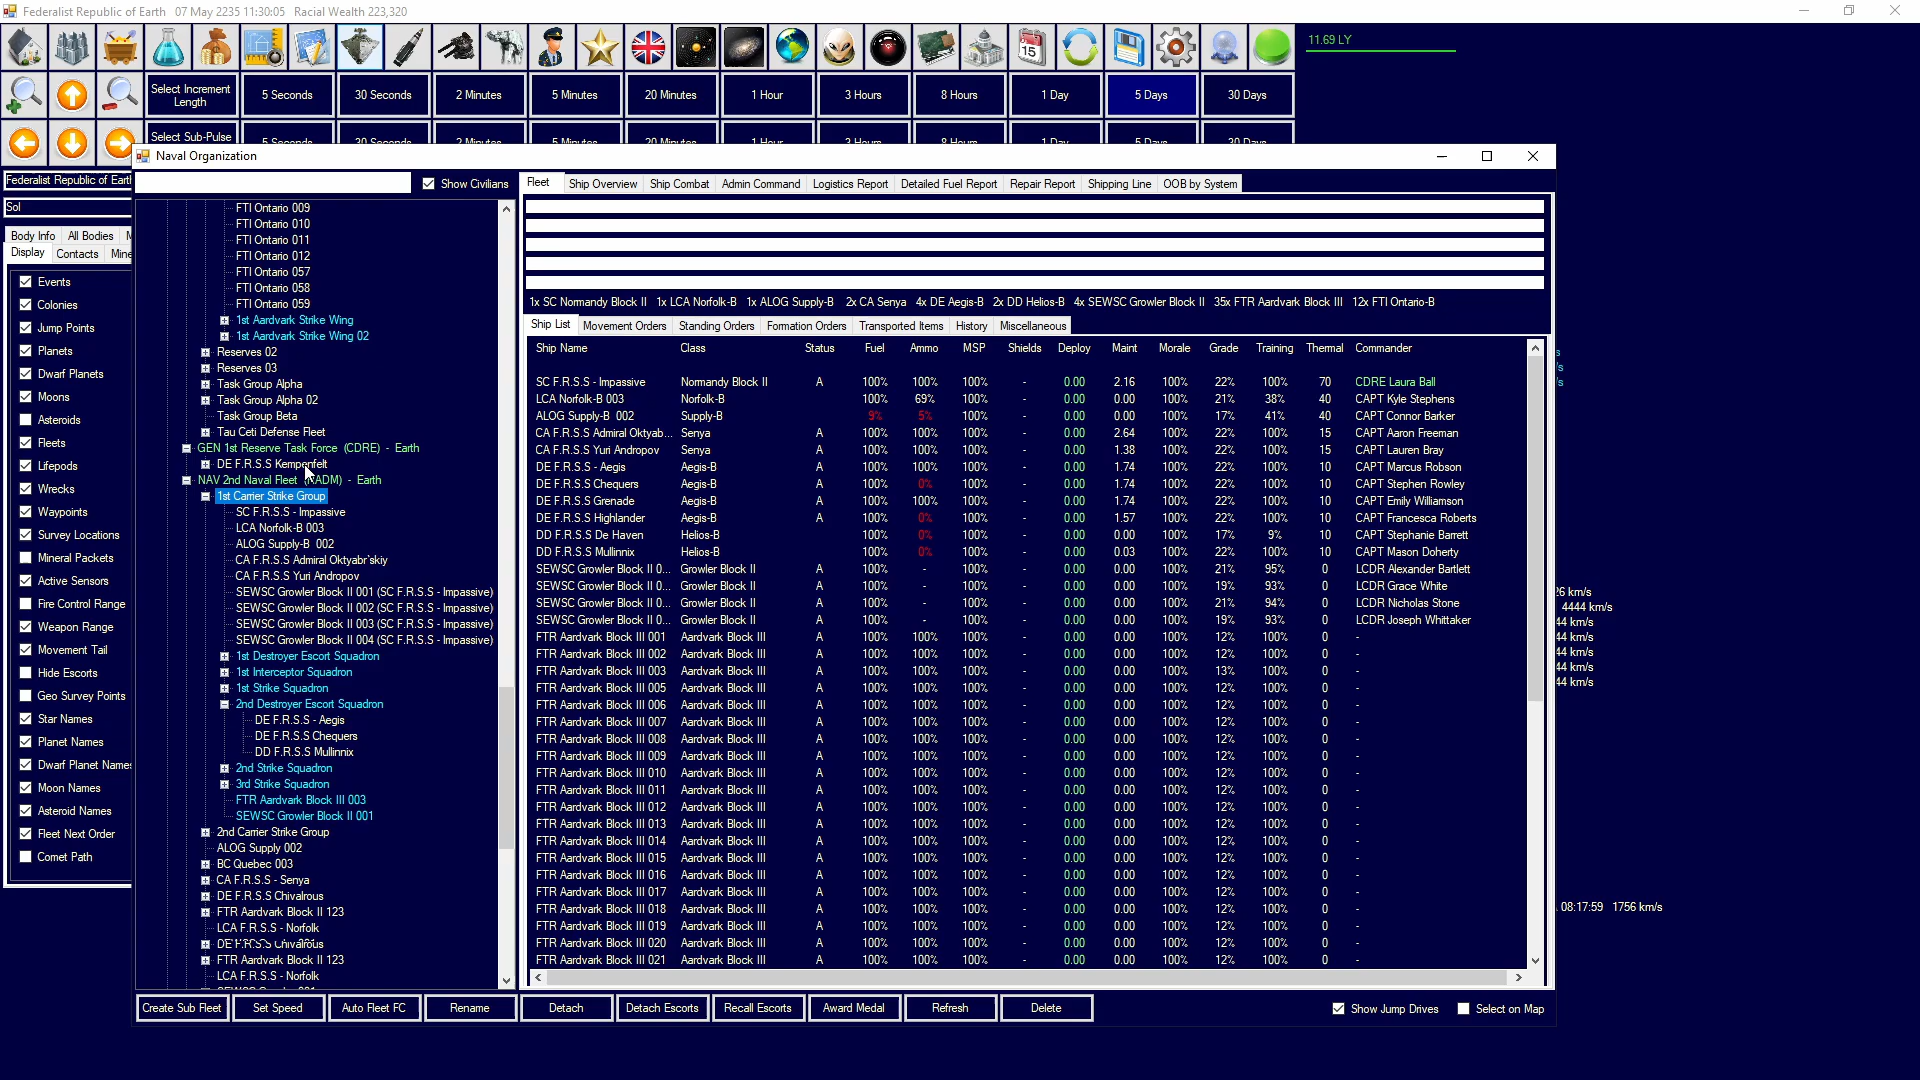 Federalist Republic of Earth   07 May 2235 11:30:05   Racial Wealth 223,320
11.69 LY
15
Select Increment Length
5 Seconds
30 Seconds
2 Minutes
5 Minutes
20 Minutes
1 Hour
3 Hours
8 Hours
1 Day
5 Days
30 Days
Select Sub-Pulse
5 Seconds
30 Seconds
2 Minutes
5 Minutes
20 Minutes
1 Hour
3 Hours
8 Hours
1 Day
5 Days
30 Days
Federalist Republic of Eart
Sol
Body Info   All Bodies   M
Display   Contacts   Mine
Events
Colonies
Jump Points
Planets
Dwarf Planets
Moons
Asteroids
Fleets
Lifepods
Wrecks
Waypoints
Survey Locations
Mineral Packets
Active Sensors
Fire Control Range
Weapon Range
Movement Tail
Hide Escorts
Geo Survey Points
Star Names
Planet Names
Dwarf Planet Names
Moon Names
Asteroid Names
Fleet Next Order
Comet Path
Naval Organization
Show Civilians
FTI Ontario 009
FTI Ontario 010
FTI Ontario 011
FTI Ontario 012
FTI Ontario 057
FTI Ontario 058
FTI Ontario 059
1st Aardvark Strike Wing
1st Aardvark Strike Wing 02
Reserves 02
Reserves 03
Task Group Alpha
Task Group Alpha 02
Task Group Beta
Tau Ceti Defense Fleet
GEN 1st Reserve Task Force (CDRE) - Earth
DE F.R.S.S Kempenfelt
NAV 2nd Naval Fleet (RADM) - Earth
1st Carrier Strike Group
SC F.R.S.S - Impassive
LCA Norfolk-B 003
ALOG Supply-B 002
CA F.R.S.S Admiral Oktyabr'skiy
CA F.R.S.S Yuri Andropov
SEWSC Growler Block II 001 (SC F.R.S.S - Impassive)
SEWSC Growler Block II 002 (SC F.R.S.S - Impassive)
SEWSC Growler Block II 003 (SC F.R.S.S - Impassive)
SEWSC Growler Block II 004 (SC F.R.S.S - Impassive)
1st Destroyer Escort Squadron
1st Interceptor Squadron
1st Strike Squadron
2nd Destroyer Escort Squadron
DE F.R.S.S - Aegis
DE F.R.S.S Chequers
DD F.R.S.S Mullinnix
2nd Strike Squadron
3rd Strike Squadron
FTR Aardvark Block III 003
SEWSC Growler Block II 001
2nd Carrier Strike Group
ALOG Supply 002
BC Quebec 003
CA F.R.S.S - Senya
DE F.R.S.S Chivalrous
FTR Aardvark Block II 123
LCA F.R.S.S - Norfolk
DE F.R.S.S Chivalrous
FTR Aardvark Block II 123
LCA F.R.S.S - Norfolk
Fleet   Ship Overview   Ship Combat   Admin Command   Logistics Report   Detailed Fuel Report   Repair Report   Shipping Line   OOB by System
1x SC Normandy Block II   1x LCA Norfolk-B   1x ALOG Supply-B   2x CA Senya   4x DE Aegis-B   2x DD Helios-B   4x SEWSC Growler Block II   35x FTR Aardvark Block III   12x FTI Ontario-B
Ship List   Movement Orders   Standing Orders   Formation Orders   Transported Items   History   Miscellaneous
Ship Name   Class   Status   Fuel   Ammo   MSP   Shields   Deploy   Maint   Morale   Grade   Training   Thermal   Commander
SC F.R.S.S - Impassive   Normandy Block II   A   100%   100%   100%   -   0.00   2.16   100%   22%   100%   70   CDRE Laura Ball
LCA Norfolk-B 003   Norfolk-B   100%   69%   100%   -   0.00   0.00   100%   21%   38%   40   CAPT Kyle Stephens
ALOG Supply-B 002   Supply-B   9%   5%   100%   -   0.00   0.00   100%   17%   41%   40   CAPT Connor Barker
CA F.R.S.S Admiral Oktyab...   Senya   A   100%   100%   100%   -   0.00   2.64   100%   22%   100%   15   CAPT Aaron Freeman
CA F.R.S.S Yuri Andropov   Senya   A   100%   100%   100%   -   0.00   1.38   100%   22%   100%   15   CAPT Lauren Bray
DE F.R.S.S - Aegis   Aegis-B   A   100%   100%   100%   -   0.00   1.74   100%   22%   100%   10   CAPT Marcus Robson
DE F.R.S.S Chequers   Aegis-B   A   100%   0%   100%   -   0.00   1.74   100%   22%   100%   10   CAPT Stephen Rowley
DE F.R.S.S Grenade   Aegis-B   A   100%   100%   100%   -   0.00   1.74   100%   22%   100%   10   CAPT Emily Williamson
DE F.R.S.S Highlander   Aegis-B   A   100%   0%   100%   -   0.00   1.57   100%   22%   100%   10   CAPT Francesca Roberts
DD F.R.S.S De Haven   Helios-B   100%   0%   100%   -   0.00   0.00   100%   17%   9%   10   CAPT Stephanie Barrett
DD F.R.S.S Mullinnix   Helios-B   100%   0%   100%   -   0.00   0.03   100%   22%   100%   10   CAPT Mason Doherty
SEWSC Growler Block II 0...   Growler Block II   A   100%   -   100%   -   0.00   0.00   100%   21%   95%   0   LCDR Alexander Bartlett
SEWSC Growler Block II 0...   Growler Block II   A   100%   -   100%   -   0.00   0.00   100%   19%   93%   0   LCDR Grace White
SEWSC Growler Block II 0...   Growler Block II   A   100%   -   100%   -   0.00   0.00   100%   21%   94%   0   LCDR Nicholas Stone
SEWSC Growler Block II 0...   Growler Block II   A   100%   -   100%   -   0.00   0.00   100%   19%   93%   0   LCDR Joseph Whittaker
FTR Aardvark Block III 001   Aardvark Block III   A   100%   100%   100%   -   0.00   0.00   100%   12%   100%   0   -
FTR Aardvark Block III 002   Aardvark Block III   A   100%   100%   100%   -   0.00   0.00   100%   12%   100%   0   -
FTR Aardvark Block III 003   Aardvark Block III   A   100%   100%   100%   -   0.00   0.00   100%   13%   100%   0   -
FTR Aardvark Block III 005   Aardvark Block III   A   100%   100%   100%   -   0.00   0.00   100%   12%   100%   0   -
FTR Aardvark Block III 006   Aardvark Block III   A   100%   100%   100%   -   0.00   0.00   100%   12%   100%   0   -
FTR Aardvark Block III 007   Aardvark Block III   A   100%   100%   100%   -   0.00   0.00   100%   12%   100%   0   -
FTR Aardvark Block III 008   Aardvark Block III   A   100%   100%   100%   -   0.00   0.00   100%   12%   100%   0   -
FTR Aardvark Block III 009   Aardvark Block III   A   100%   100%   100%   -   0.00   0.00   100%   12%   100%   0   -
FTR Aardvark Block III 010   Aardvark Block III   A   100%   100%   100%   -   0.00   0.00   100%   12%   100%   0   -
FTR Aardvark Block III 011   Aardvark Block III   A   100%   100%   100%   -   0.00   0.00   100%   12%   100%   0   -
FTR Aardvark Block III 012   Aardvark Block III   A   100%   100%   100%   -   0.00   0.00   100%   12%   100%   0   -
FTR Aardvark Block III 013   Aardvark Block III   A   100%   100%   100%   -   0.00   0.00   100%   12%   100%   0   -
FTR Aardvark Block III 014   Aardvark Block III   A   100%   100%   100%   -   0.00   0.00   100%   12%   100%   0   -
FTR Aardvark Block III 015   Aardvark Block III   A   100%   100%   100%   -   0.00   0.00   100%   12%   100%   0   -
FTR Aardvark Block III 016   Aardvark Block III   A   100%   100%   100%   -   0.00   0.00   100%   12%   100%   0   -
FTR Aardvark Block III 017   Aardvark Block III   A   100%   100%   100%   -   0.00   0.00   100%   12%   100%   0   -
FTR Aardvark Block III 018   Aardvark Block III   A   100%   100%   100%   -   0.00   0.00   100%   12%   100%   0   -
FTR Aardvark Block III 019   Aardvark Block III   A   100%   100%   100%   -   0.00   0.00   100%   12%   100%   0   -
FTR Aardvark Block III 020   Aardvark Block III   A   100%   100%   100%   -   0.00   0.00   100%   12%   100%   0   -
FTR Aardvark Block III 021   Aardvark Block III   A   100%   100%   100%   -   0.00   0.00   100%   12%   100%   0   -
Create Sub Fleet   Set Speed   Auto Fleet FC   Rename   Detach   Detach Escorts   Recall Escorts   Award Medal   Refresh   Delete   Show Jump Drives   Select on Map
26 km/s
4444 km/s
44 km/s
44 km/s
44 km/s
44 km/s
08:17:59   1756 km/s